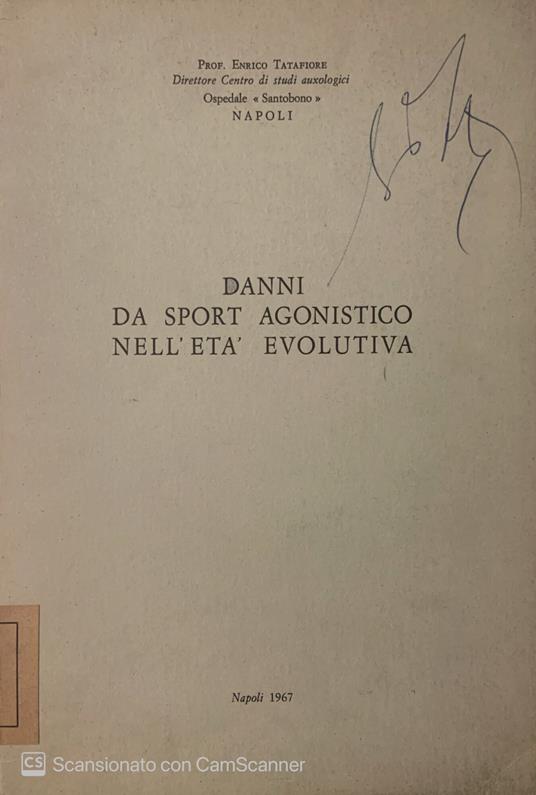 PROF. ENRICO TATAFIORE
Direttore Centro di studi auxologici
Ospedale « Santobono »
NAPOLI
DANNI
DA SPORT AGONISTICO
NELL'ETA' EVOLUTIVA
Napoli 1967
CS Scansionato con CamScanner